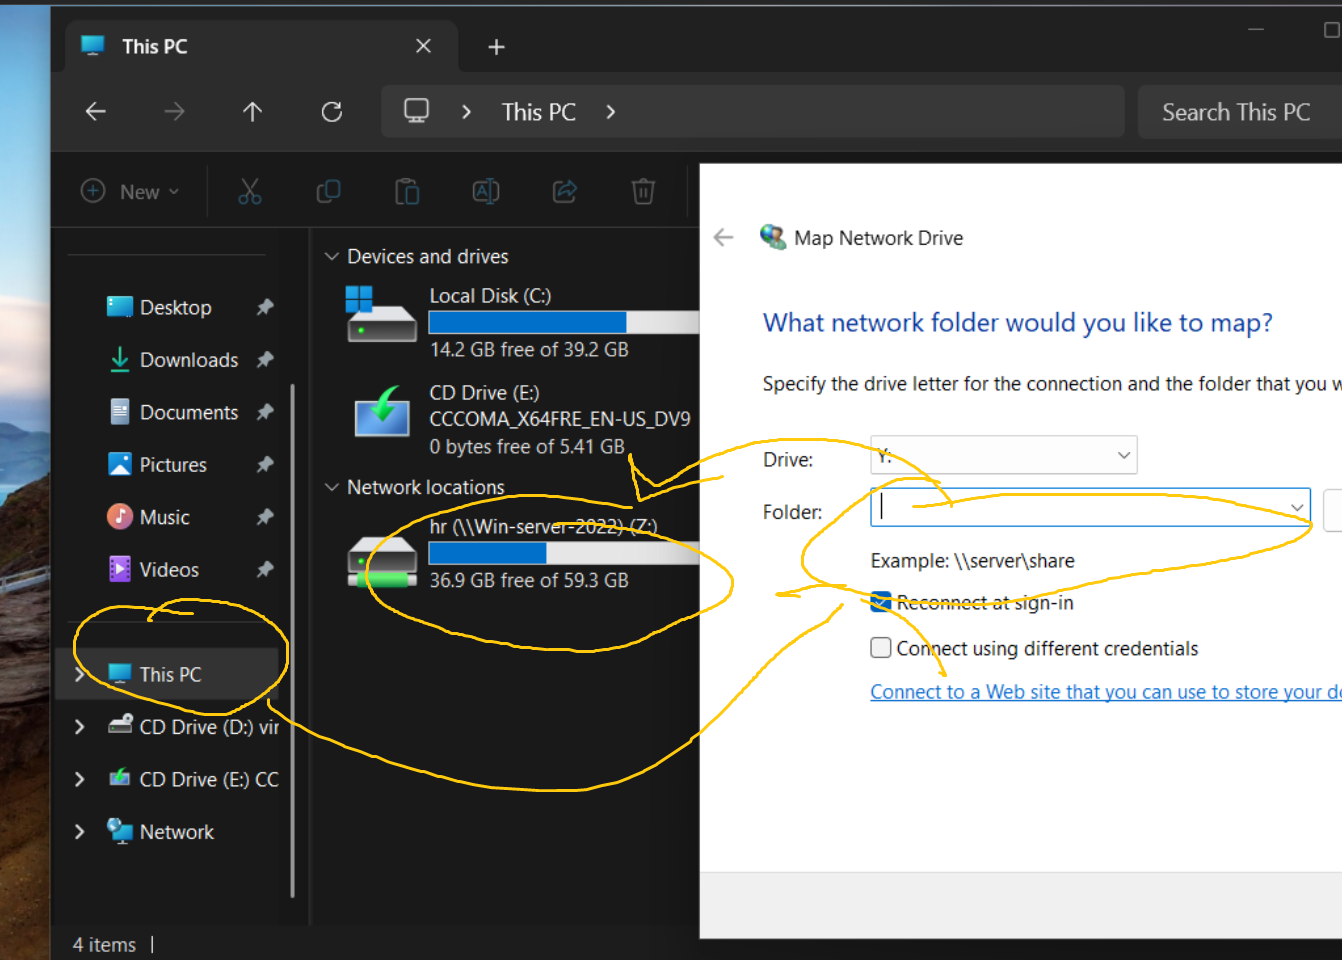 This PC
This PC
Search This PC
New
Desktop
Downloads
Documents
Pictures
Music
Videos
This PC
CD Drive (D:) vir
CD Drive (E:) CC
Network
4 items
Devices and drives
Local Disk (C:)
14.2 GB free of 39.2 GB
CD Drive (E:)
CCCOMA_X64FRE_EN-US_DV9
0 bytes free of 5.41 GB
Network locations
hr (\\Win-server-2022) (Z:)
36.9 GB free of 59.3 GB
Map Network Drive
What network folder would you like to map?
Specify the drive letter for the connection and the folder that you w
Drive: Y:
Folder:
Example: \\server\share
Reconnect at sign-in
Connect using different credentials
Connect to a Web site that you can use to store your do